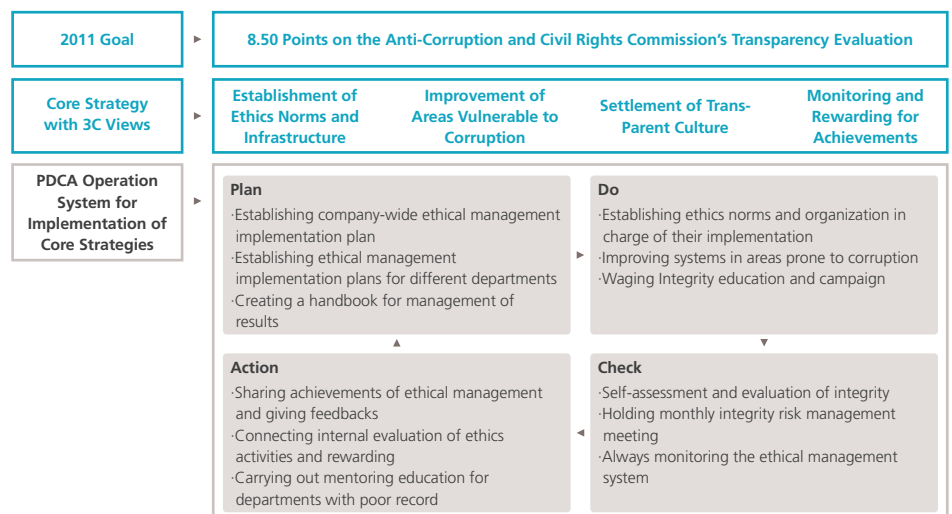 2011 Goal
8.50 Points on the Anti-Corruption and Civil Rights Commission's Transparency Evaluation
Core Strategy
with 3C Views
Establishment of
Ethics Norms and
Infrastructure
Improvement of
Areas Vulnerable to
Corruption
Settlement of Trans-
Parent Culture
Monitoring and
Rewarding for
Achievements
PDCA Operation
System for
Implementation of
Core Strategies
Plan
·Establishing company-wide ethical management
implementation plan
·Establishing ethical management
implementation plans for different departments
·Creating a handbook for management of
results
Do
·Establishing ethics norms and organization in
charge of their implementation
·Improving systems in areas prone to corruption
·Waging Integrity education and campaign
Action
·Sharing achievements of ethical management
and giving feedbacks
·Connecting internal evaluation of ethics
activities and rewarding
·Carrying out mentoring education for
departments with poor record
Check
·Self-assessment and evaluation of integrity
·Holding monthly integrity risk management
meeting
·Always monitoring the ethical management
system